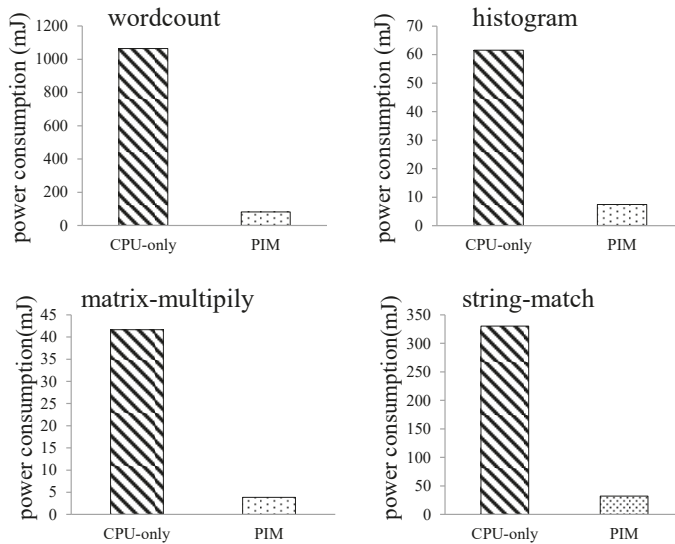 wordcount
power consumption (mJ)
1200
1000
800
600
400
200
0
CPU-only PIM
histogram
power consumption (mJ)
70
60
50
40
30
20
10
0
CPU-only PIM
matrix-multipily
power consumption(mJ)
45
40
35
30
25
20
15
10
5
0
CPU-only PIM
string-match
power consumption(mJ)
350
300
250
200
150
100
50
0
CPU-only PIM